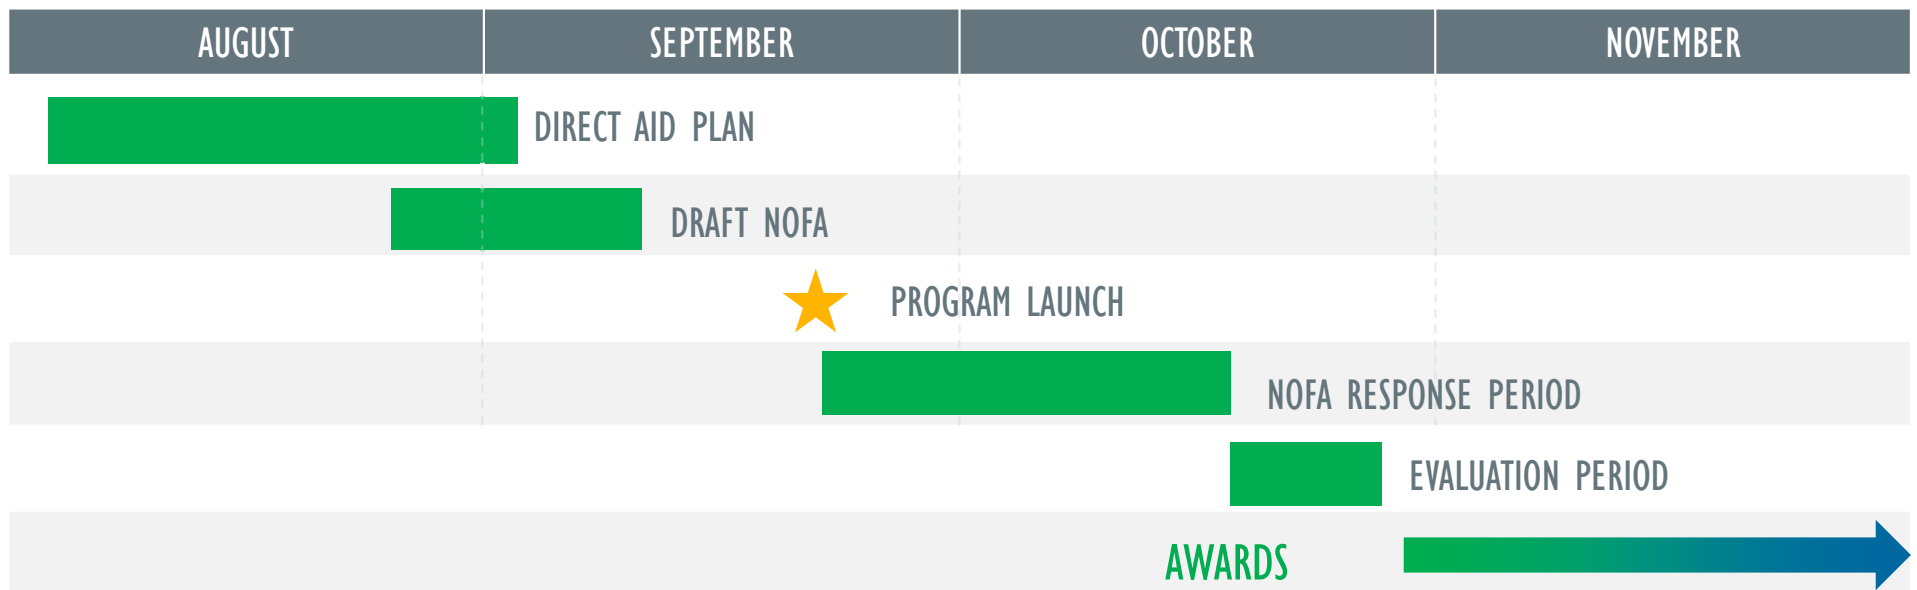 AUGUST SEPTEMBER OCTOBER NOVEMBER
DIRECT AID PLAN
DRAFT NOFA
PROGRAM LAUNCH
NOFA RESPONSE PERIOD
EVALUATION PERIOD
AWARDS